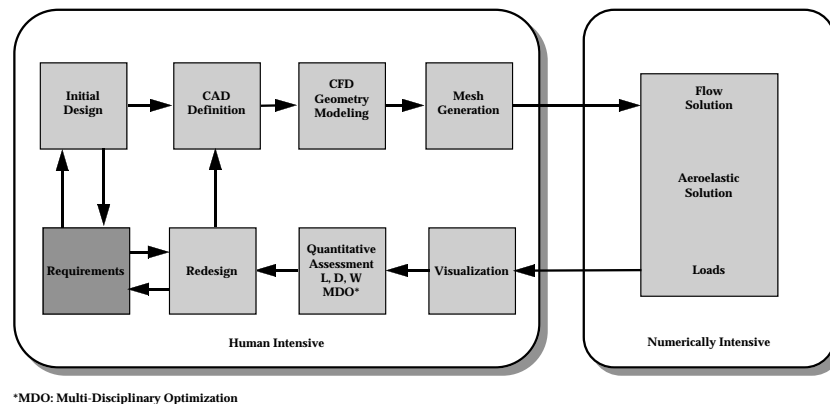 Initial
Design
CAD
Definition
CFD
Geometry
Modeling
Mesh
Generation
Flow
Solution
Aeroelastic
Solution
Loads
Requirements
Redesign
Quantitative
Assessment
L, D, W
MDO*
Visualization
Human Intensive
Numerically Intensive
*MDO: Multi-Disciplinary Optimization